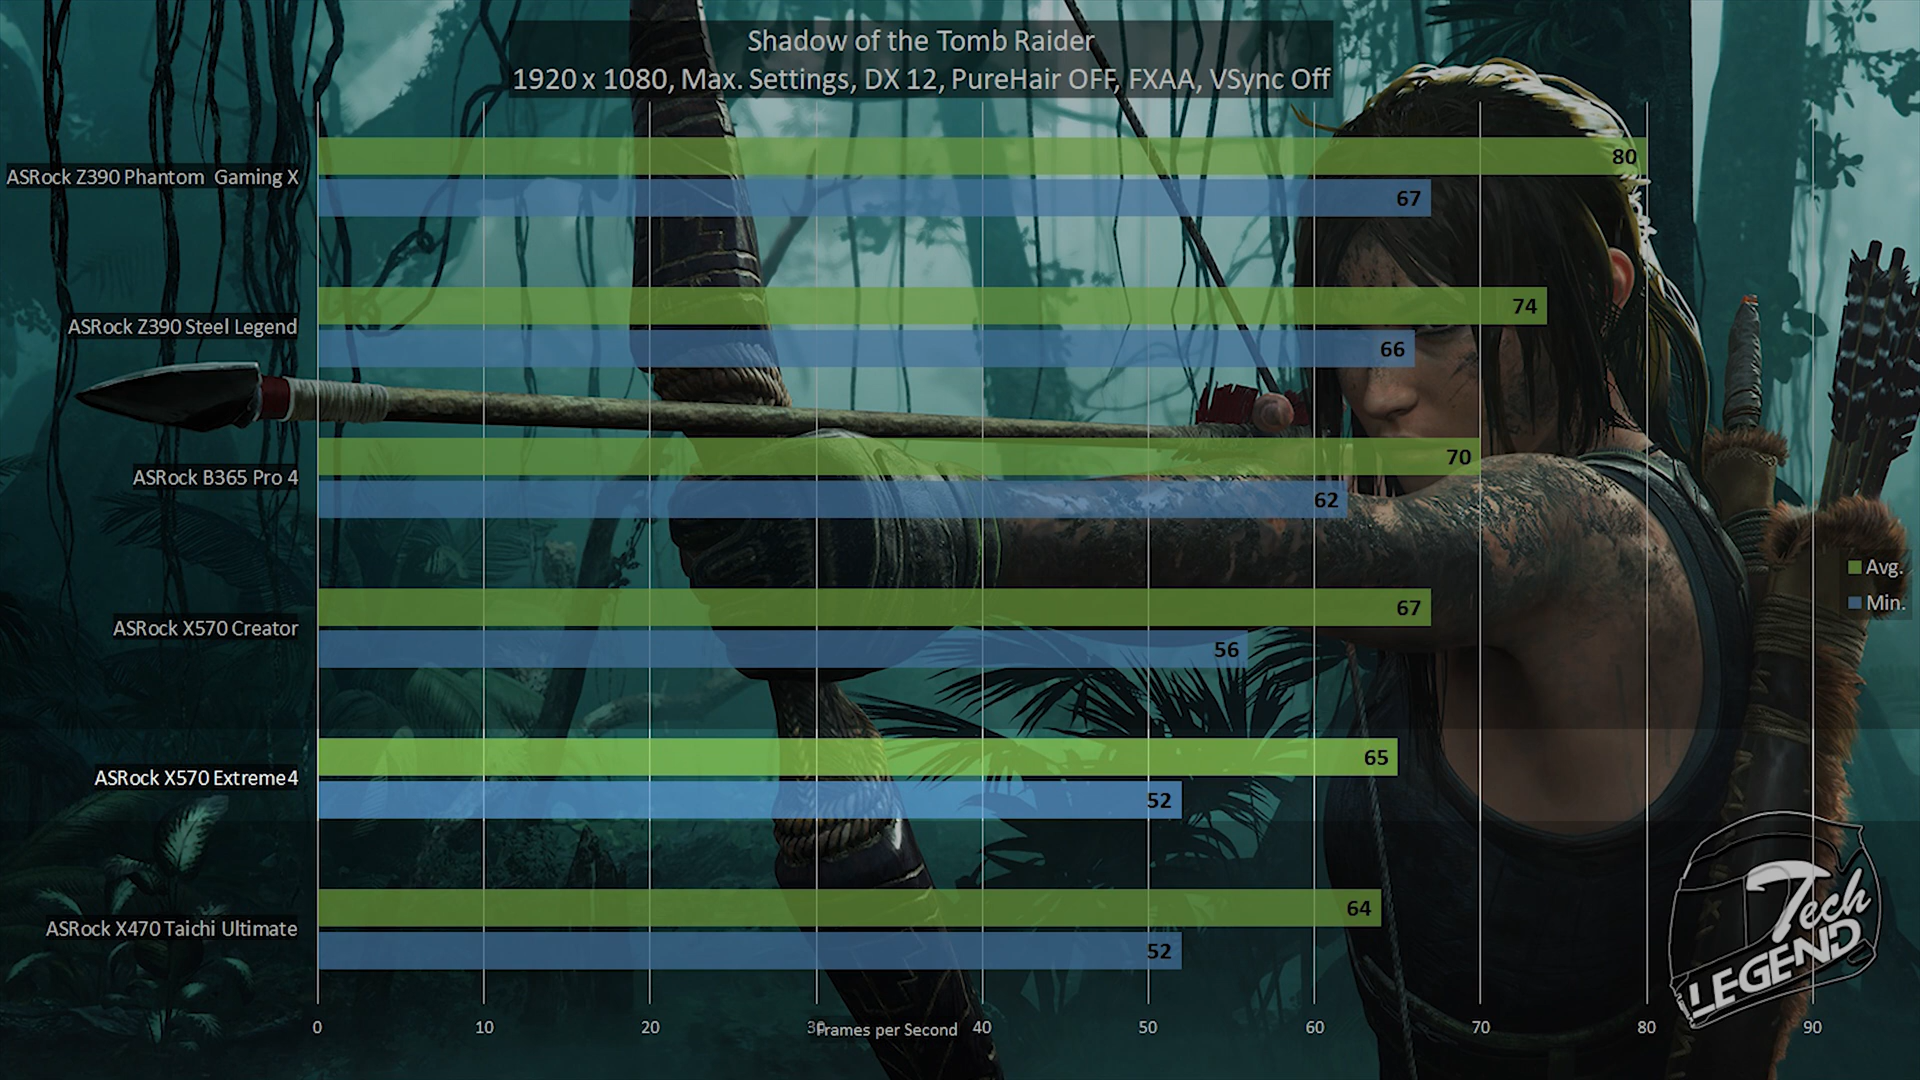 Shadow of the Tomb Raider
1920 x 1080, Max. Settings, DX 12, PureHair OFF, FXAA, VSync Off
ASRock Z390 Phantom  Gaming X
80
67
ASRock Z390 Steel Legend
74
66
ASRock B365 Pro 4
70
62
ASRock X570 Creator
67
56
ASRock X570 Extreme4
65
52
ASRock X470 Taichi Ultimate
64
52
Avg.
Min.
0 10 20 30 40 50 60 70 80 90
Frames per Second
Tech
LEGEND